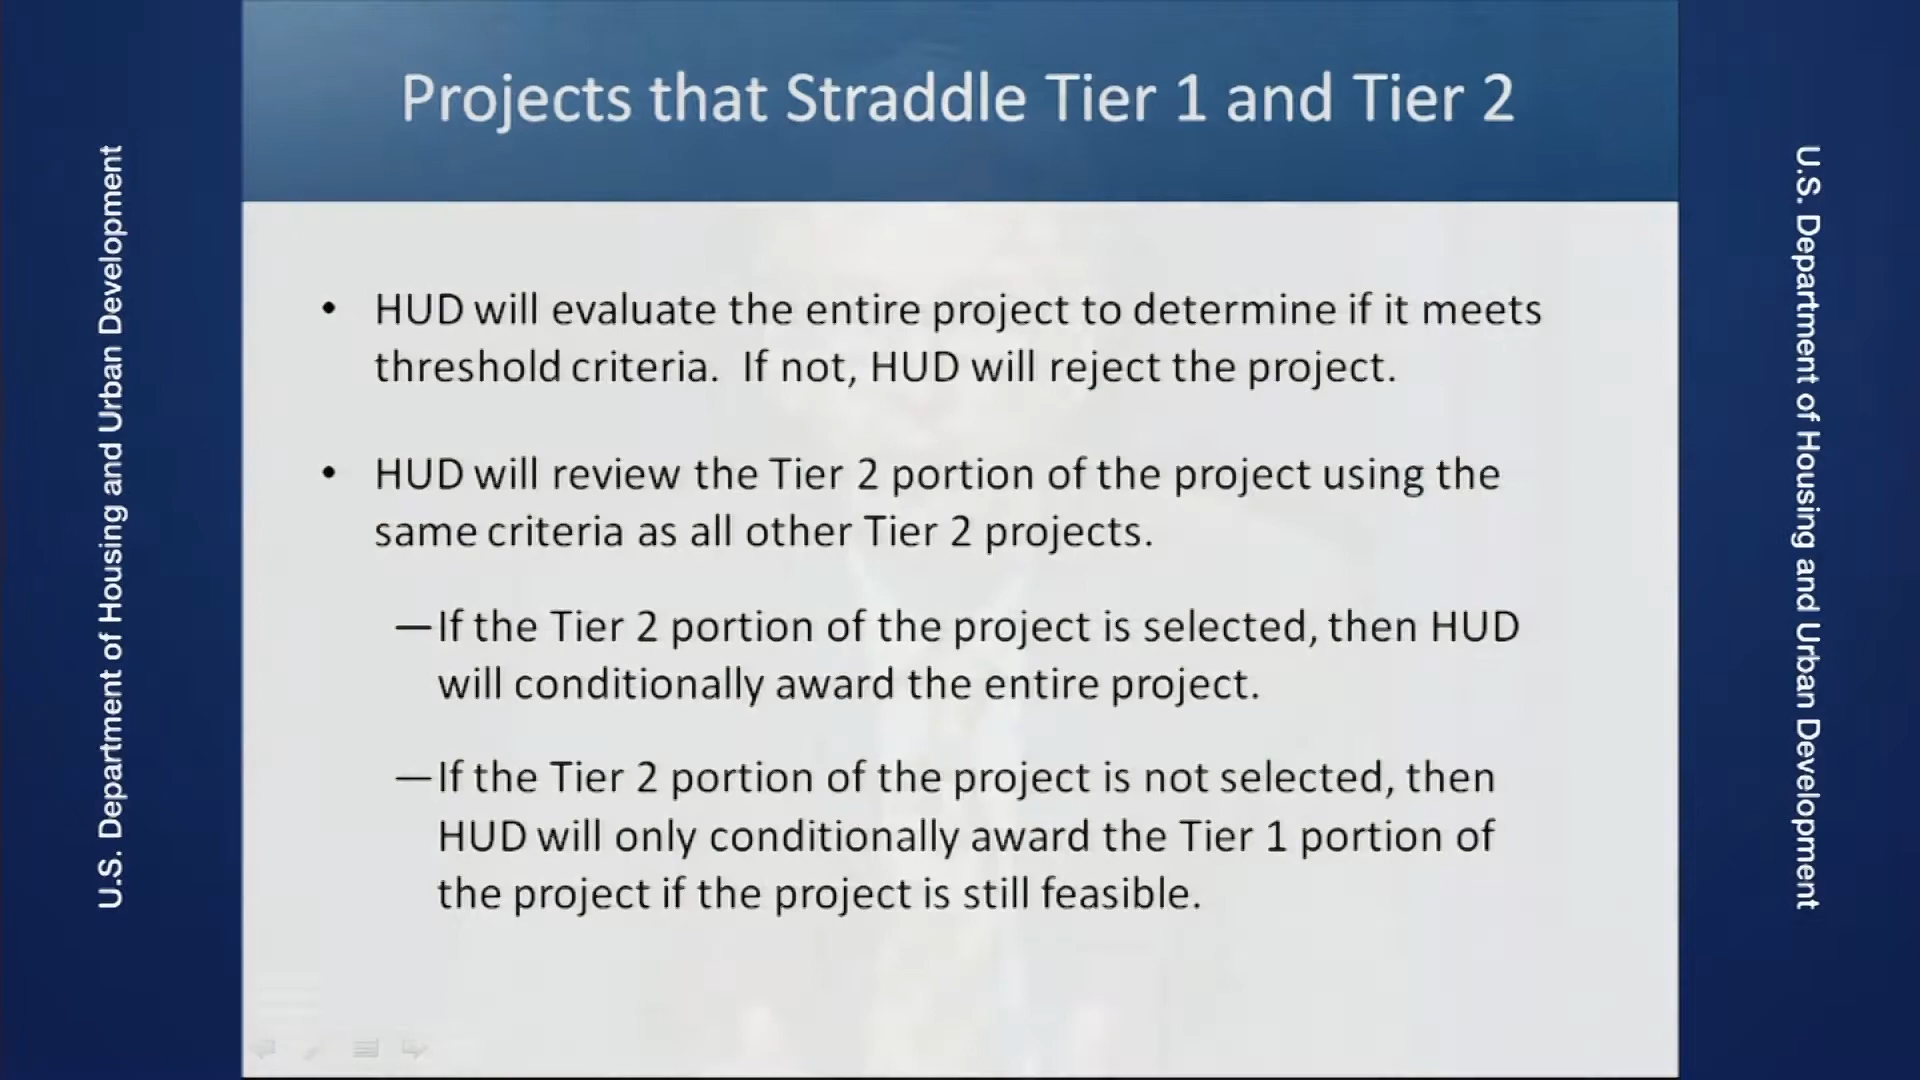 Projects that Straddle Tier 1 and Tier 2
U.S. Department of Housing and Urban Development
• HUD will evaluate the entire project to determine if it meets
threshold criteria.  If not, HUD will reject the project.
• HUD will review the Tier 2 portion of the project using the
same criteria as all other Tier 2 projects.
—If the Tier 2 portion of the project is selected, then HUD
will conditionally award the entire project.
—If the Tier 2 portion of the project is not selected, then
HUD will only conditionally award the Tier 1 portion of
the project if the project is still feasible.
U.S. Department of Housing and Urban Development